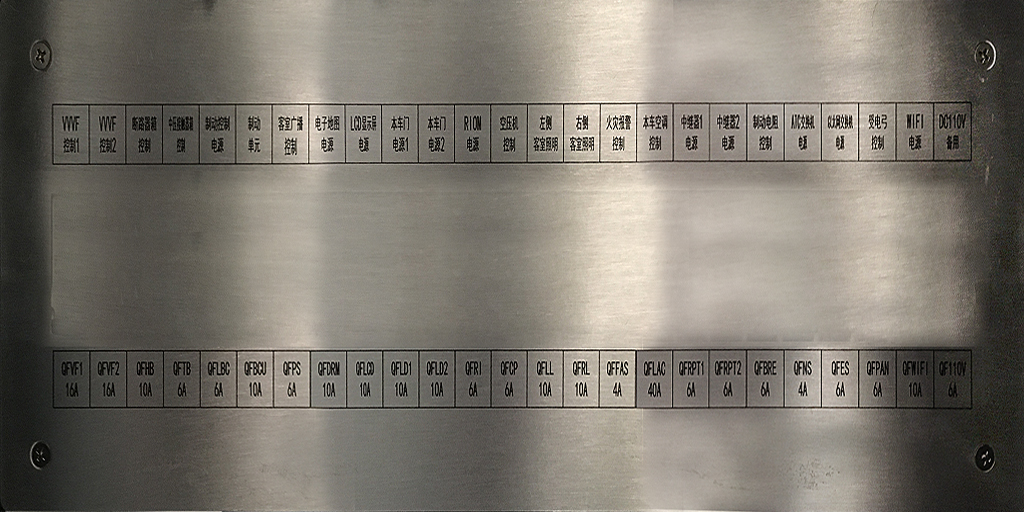 VVVF VVVF 断路器箱 中压接触器箱 制动控制 制动 客室广播 电子地图 LCD显示屏 本车门 本车门 RIOM 空压机 左侧 右侧 火灾报警 本车空调 中继器1 中继器2 制动电阻 ATC交换机 以太网交换机 受电弓 WIFI DC110V
控制1 控制2 控制 控制 电源 单元 控制 电源 电源 电源1 电源2 电源 控制 客室照明 客室照明 控制 控制 电源 电源 控制 电源 电源 控制 电源 备用
QFVF1 QFVF2 QFHB QFTB QFLBC QFBCU QFPS QFDRM QFLCD QFLD1 QFLD2 QFRI QFCP QFLL QFRL QFFAS QFLAC QFRPT1 QFRPT2 QFBRE QFNS QFES QFPAN QFWIFI QF110V
16A 16A 10A 6A 6A 10A 6A 10A 10A 10A 10A 6A 6A 10A 10A 4A 40A 6A 6A 6A 4A 6A 6A 10A 6A